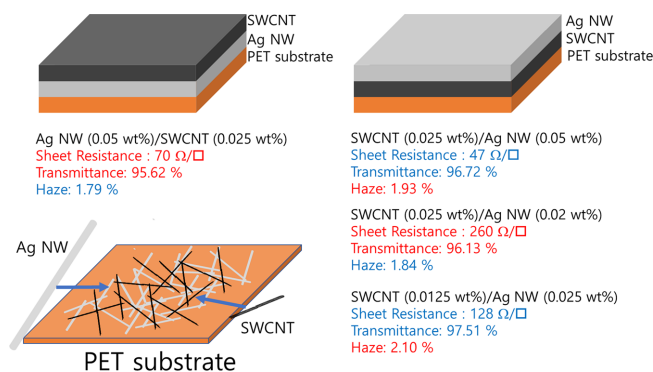 SWCNT
Ag NW
PET substrate
Ag NW (0.05 wt%)/SWCNT (0.025 wt%)
Sheet Resistance : 70 Ω/□
Transmittance: 95.62 %
Haze: 1.79 %
Ag NW
SWCNT
PET substrate
Ag NW
SWCNT
PET substrate
SWCNT (0.025 wt%)/Ag NW (0.05 wt%)
Sheet Resistance : 47 Ω/□
Transmittance: 96.72 %
Haze: 1.93 %
SWCNT (0.025 wt%)/Ag NW (0.02 wt%)
Sheet Resistance : 260 Ω/□
Transmittance: 96.13 %
Haze: 1.84 %
SWCNT (0.0125 wt%)/Ag NW (0.025 wt%)
Sheet Resistance : 128 Ω/□
Transmittance: 97.51 %
Haze: 2.10 %